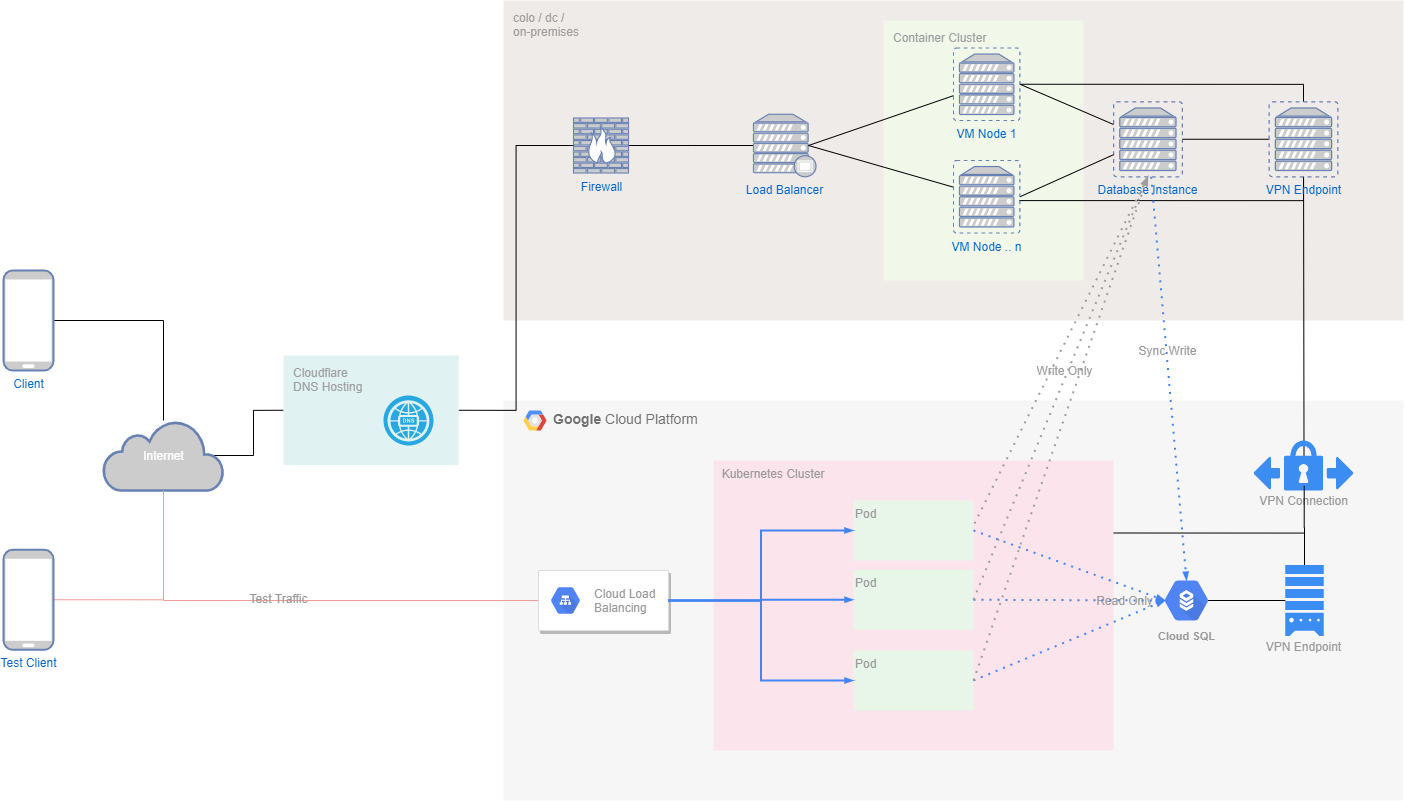 colo / dc /
on-premises
Container Cluster
VM Node 1
Firewall
Load Balancer
Database Instance
VPN Endpoint
VM Node .. n
Client
Cloudflare
DNS Hosting
DNS
Sync Write
Write Only
Google Cloud Platform
Internet
Kubernetes Cluster
VPN Connection
Pod
Pod
Test Traffic
Cloud Load
Balancing
Read Only
Cloud SQL
VPN Endpoint
Test Client
Pod